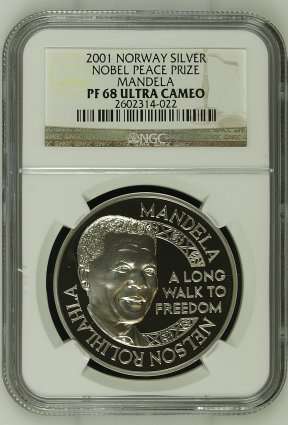 2001 NORWAY SILVER
NOBEL PEACE PRIZE
MANDELA
PF 68 ULTRA CAMEO
2602314-022
NGC
NELSON ROLIHLAHLA MANDELA
A LONG
WALK TO
FREEDOM